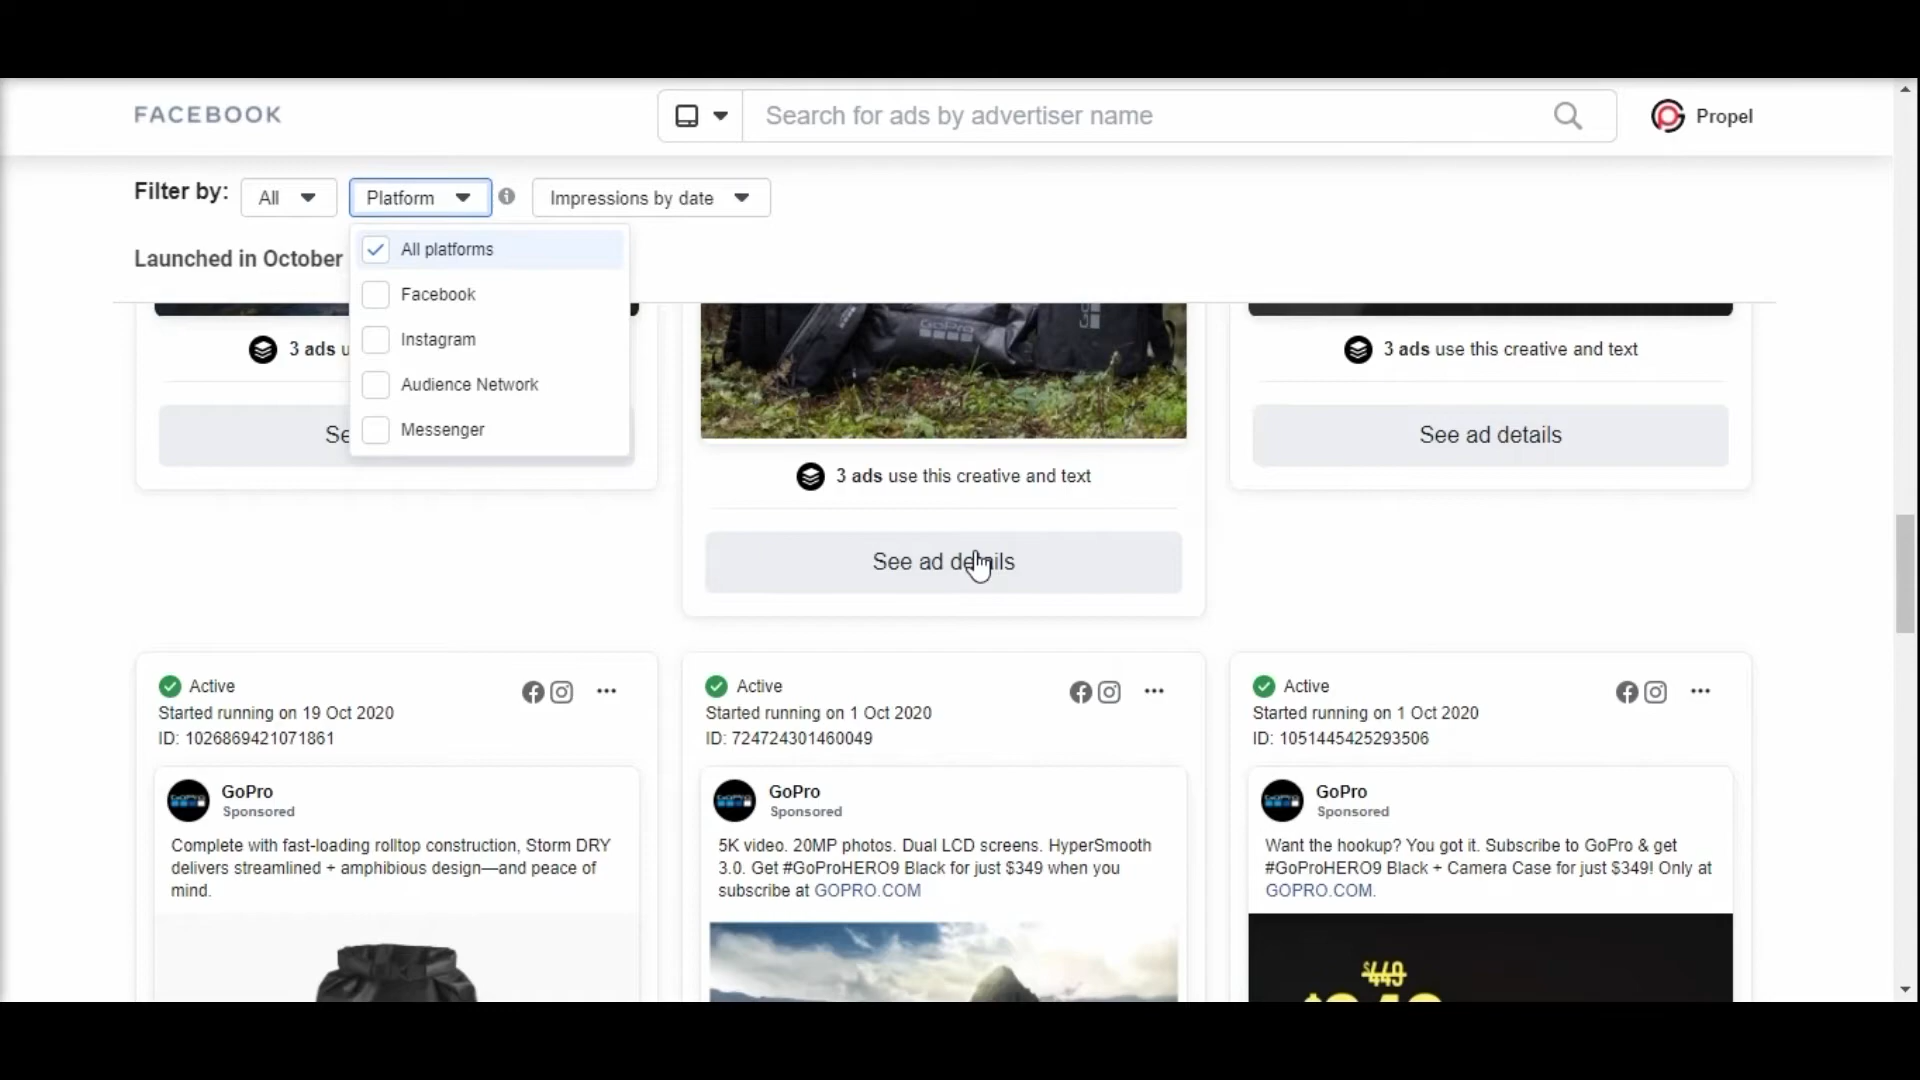 FACEBOOK
Search for ads by advertiser name
Propel
Filter by:
All
Platform
Impressions by date
Launched in October
All platforms
Facebook
Instagram
Audience Network
Messenger
3 ads u
Se
GoPro
3 ads use this creative and text
See ad details
3 ads use this creative and text
See ad details
Active
Started running on 19 Oct 2020
ID: 1026869421071861
GoPro
Sponsored
Complete with fast-loading rolltop construction, Storm DRY
delivers streamlined + amphibious design—and peace of
mind.
Active
Started running on 1 Oct 2020
ID: 724724301460049
GoPro
Sponsored
5K video. 20MP photos. Dual LCD screens. HyperSmooth
3.0. Get #GoProHERO9 Black for just $349 when you
subscribe at GOPRO.COM
Active
Started running on 1 Oct 2020
ID: 1051445425293506
GoPro
Sponsored
Want the hookup? You got it. Subscribe to GoPro & get
#GoProHERO9 Black + Camera Case for just $349! Only at
GOPRO.COM.
$449